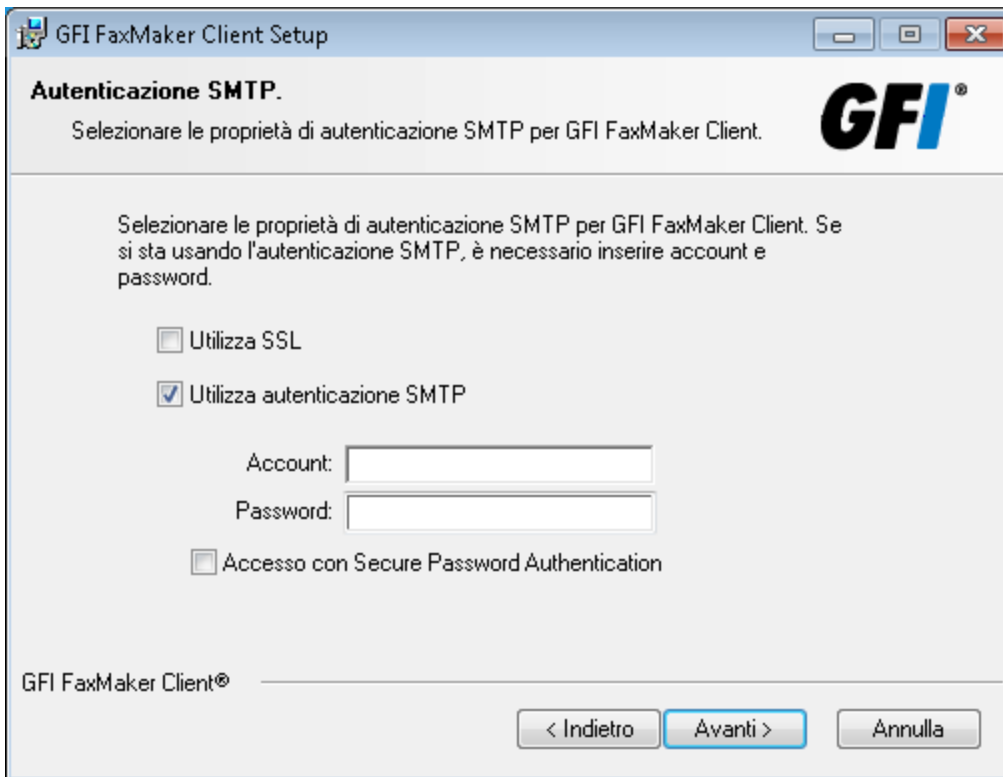 GFI FaxMaker Client Setup
Autenticazione SMTP.
Selezionare le proprietà di autenticazione SMTP per GFI FaxMaker Client.
GFI®
Selezionare le proprietà di autenticazione SMTP per GFI FaxMaker Client. Se
si sta usando l'autenticazione SMTP, è necessario inserire account e
password.
Utilizza SSL
Utilizza autenticazione SMTP
Account:
Password:
Accesso con Secure Password Authentication
GFI FaxMaker Client®
< Indietro
Avanti >
Annulla